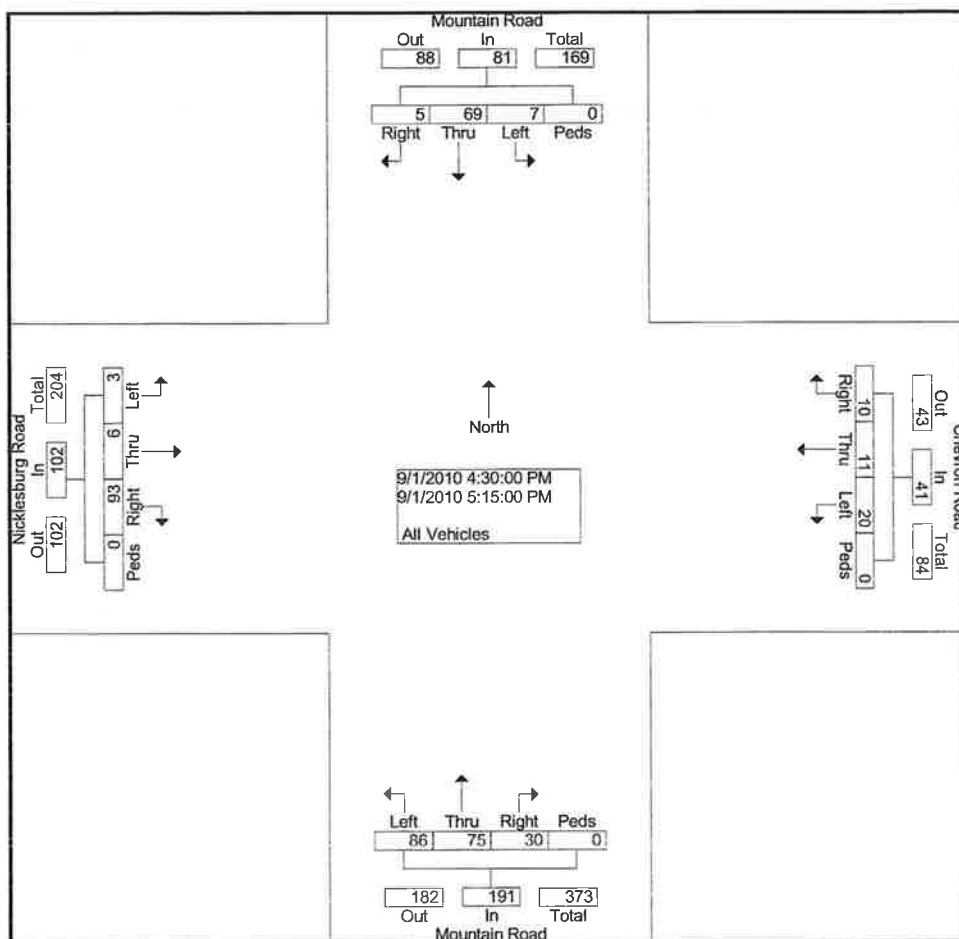 Mountain Road
Out In Total
88 81 169
5 69 7 0
Right Thru Left Peds
Nicklesburg Road
Total 204
In 102
Out 102
Left 3
Thru 6
Right 93
Peds 0
North
9/1/2010 4:30:00 PM
9/1/2010 5:15:00 PM
All Vehicles
Right 10
Thru 11
Left 20
Peds 0
Out 43
In 41
Total 84
Road
Left Thru Right Peds
86 75 30 0
182 191 373
Out In Total
Mountain Road